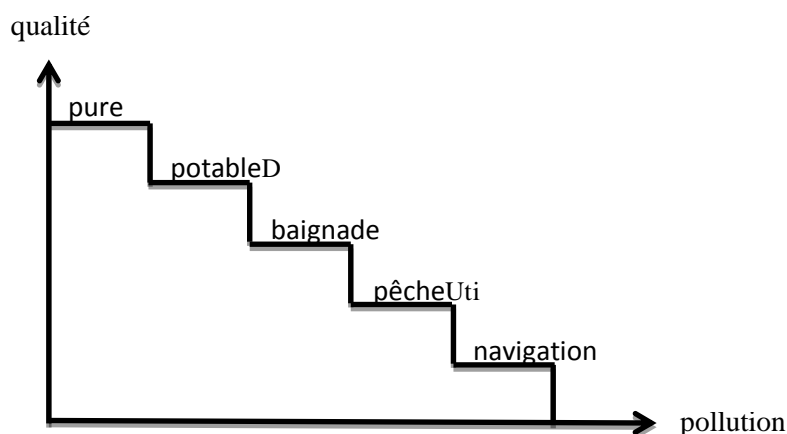 qualité
pure
potableD
baignade
pêcheUti
navigation
pollution